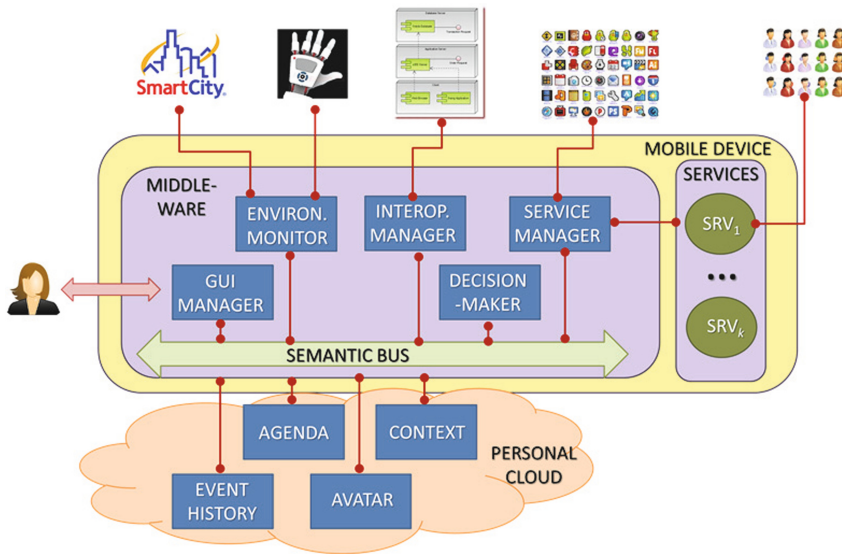 SmartCity®
MOBILE DEVICE
MIDDLE-
WARE
SERVICES
ENVIRON.
MONITOR
INTEROP.
MANAGER
SERVICE
MANAGER
SRV1
GUI
MANAGER
DECISION
-MAKER
...
SRVk
SEMANTIC BUS
AGENDA
CONTEXT
PERSONAL
CLOUD
EVENT
HISTORY
AVATAR